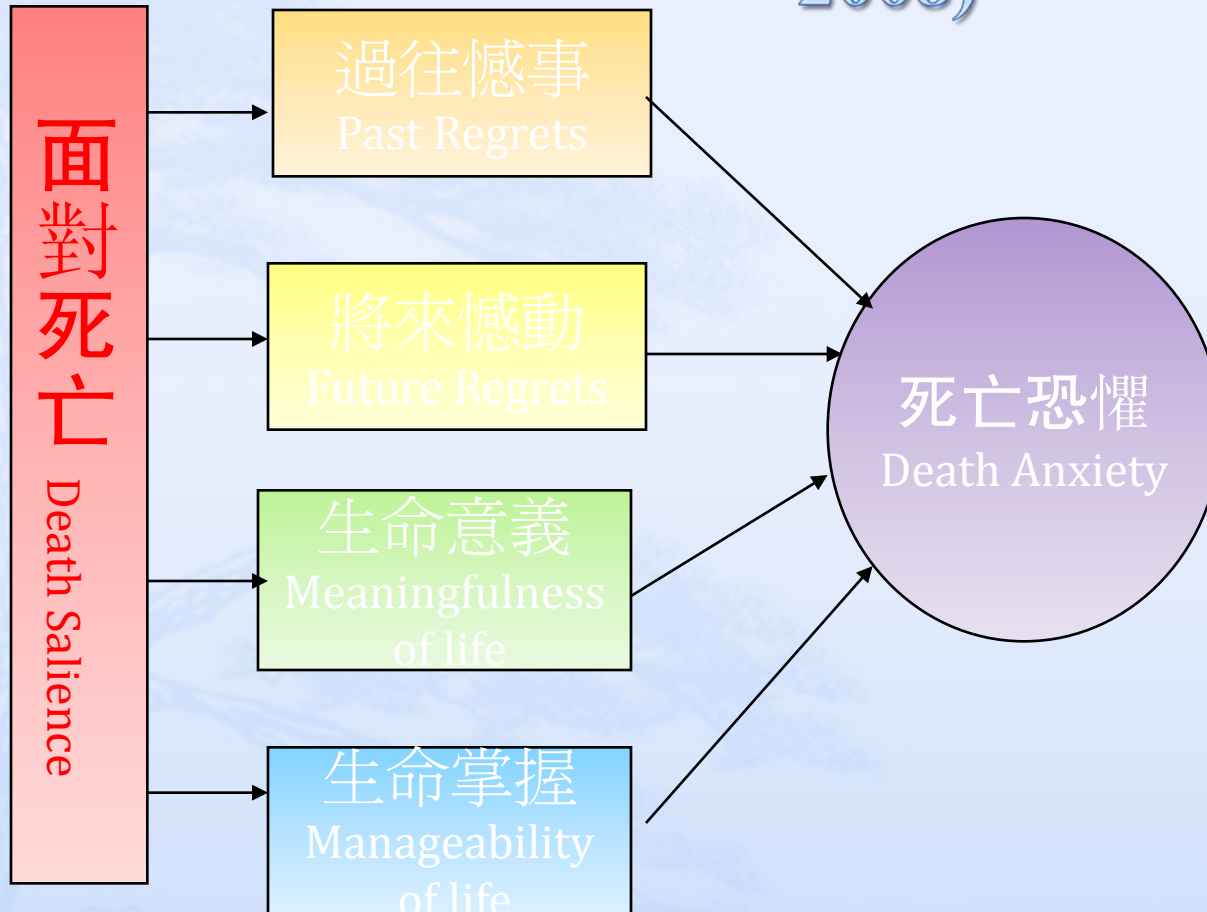 2008)
面對死亡 Death Salience
過往憾事
Past Regrets
將來憾動
Future Regrets
生命意義
Meaningfulness
of life
生命掌握
Manageability
of life
死亡恐懼
Death Anxiety